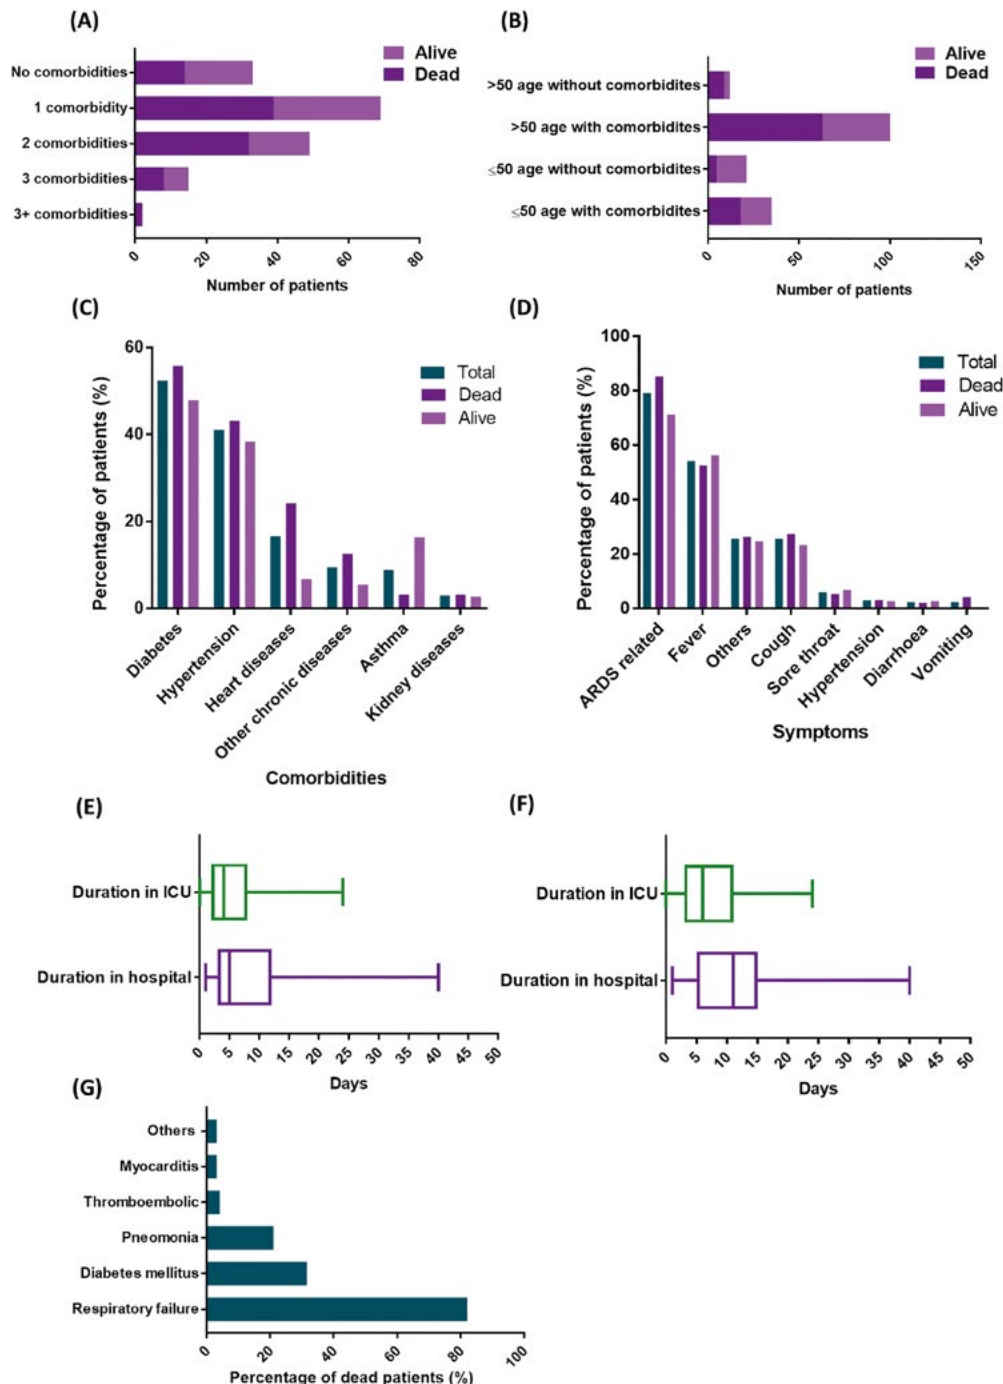 (A)
Alive
Dead
No comorbidities
1 comorbidity
2 comorbidities
3 comorbidities
3+ comorbidities
0 20 40 60 80
Number of patients
(B)
Alive
Dead
>50 age without comorbidites
>50 age with comorbidites
≤50 age without comorbidites
≤50 age with comorbidites
0 50 100 150
Number of patients
(C)
Percentage of patients (%)
60
40
20
0
Total
Dead
Alive
Diabetes
Hypertension
Heart diseases
Other chronic diseases
Asthma
Kidney diseases
Comorbidities
(D)
Percentage of patients (%)
100
80
60
40
20
0
Total
Dead
Alive
ARDS related
Fever
Others
Cough
Sore throat
Hypertension
Diarrhoea
Vomiting
Symptoms
(E)
Duration in ICU
Duration in hospital
0 5 10 15 20 25 30 35 40 45 50
Days
(F)
Duration in ICU
Duration in hospital
0 5 10 15 20 25 30 35 40 45 50
Days
(G)
Others
Myocarditis
Thromboembolic
Pneomonia
Diabetes mellitus
Respiratory failure
0 20 40 60 80 100
Percentage of dead patients (%)